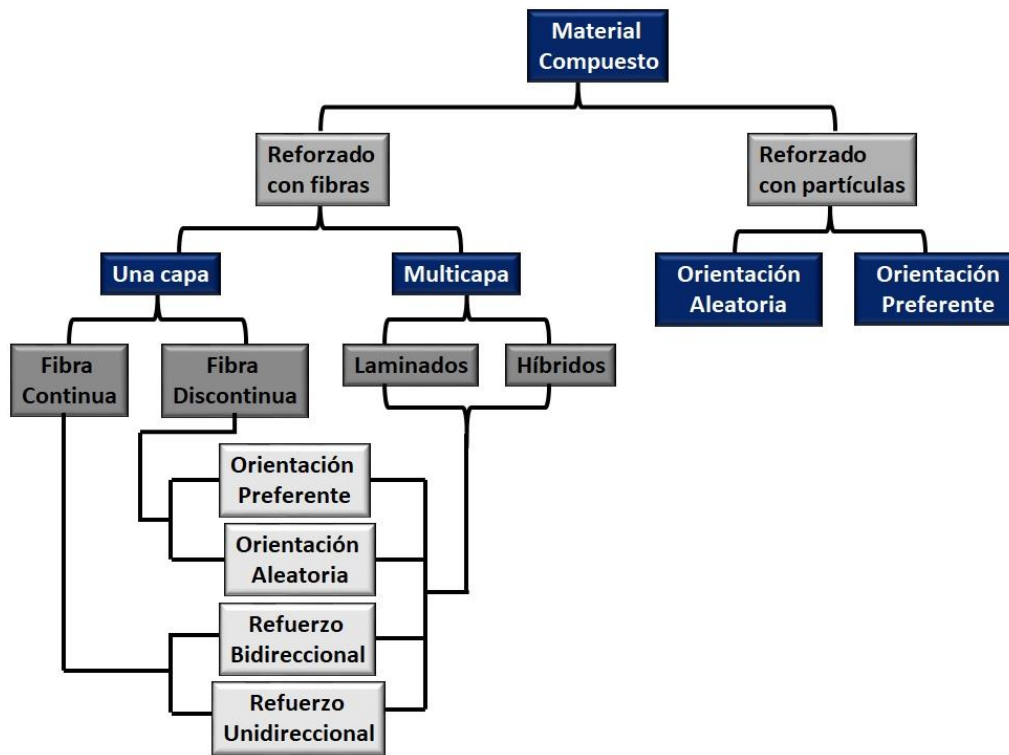 Material
Compuesto
Reforzado
con fibras
Reforzado
con partículas
Una capa
Multicapa
Orientación
Aleatoria
Orientación
Preferente
Fibra
Continua
Fibra
Discontinua
Laminados
Híbridos
Orientación
Preferente
Orientación
Aleatoria
Refuerzo
Bidireccional
Refuerzo
Unidireccional